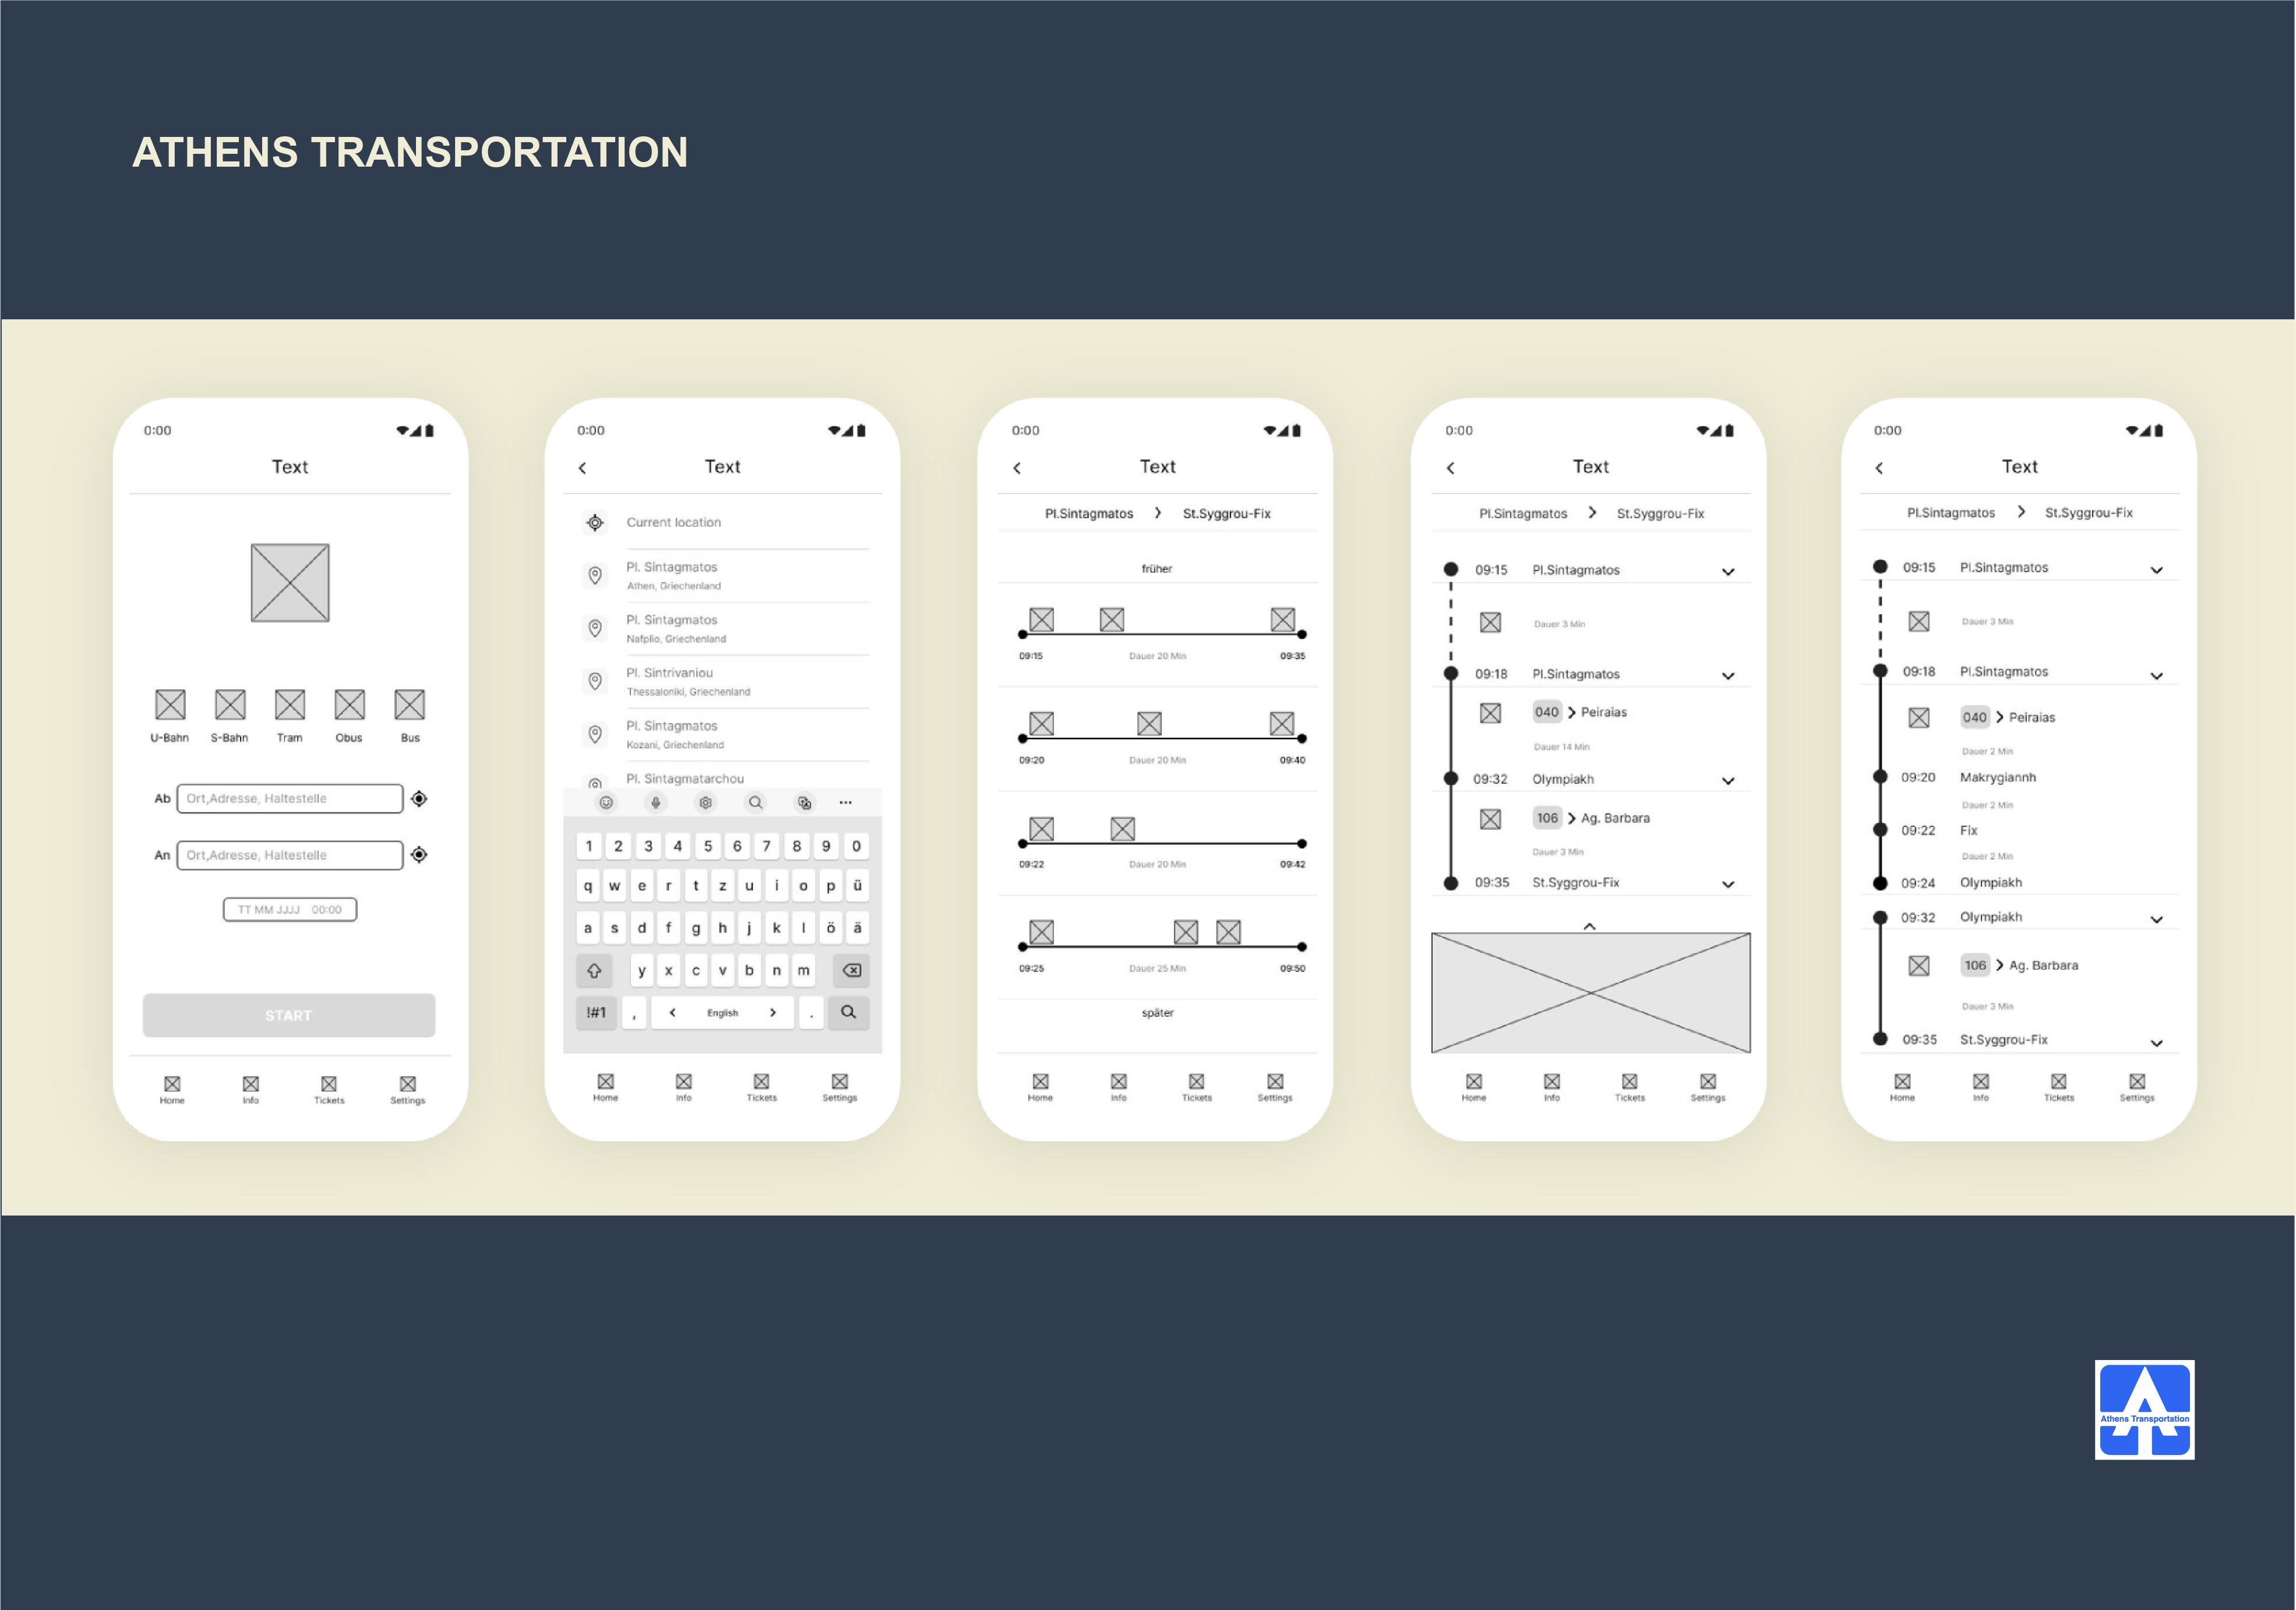 ATHENS TRANSPORTATION
0:00
Text
U-Bahn S-Bahn Tram Obus Bus
Ab Ort,Adresse, Haltestelle
An Ort,Adresse, Haltestelle
TT MM JJJJ 00:00
START
Home Info Tickets Settings
0:00
Text
Current location
Pl. Sintagmatos
Athen, Griechenland
Pl. Sintagmatos
Nafplio, Griechenland
Pl. Sintrivaniou
Thessaloniki, Griechenland
Pl. Sintagmatos
Kozani, Griechenland
Pl. Sintagmatarchou
1 2 3 4 5 6 7 8 9 0
q w e r t z u i o p ü
a s d f g h j k l ö ä
y x c v b n m
!#1 , < English > .
Home Info Tickets Settings
0:00
Text
Pl.Sintagmatos > St.Syggrou-Fix
früher
09:15 Dauer 20 Min 09:35
09:20 Dauer 20 Min 09:40
09:22 Dauer 20 Min 09:42
09:25 Dauer 25 Min 09:50
später
Home Info Tickets Settings
0:00
Text
Pl.Sintagmatos > St.Syggrou-Fix
09:15 Pl.Sintagmatos
Dauer 3 Min
09:18 Pl.Sintagmatos
040 > Peiraias
Dauer 14 Min
09:32 Olympiakh
106 > Ag. Barbara
Dauer 3 Min
09:35 St.Syggrou-Fix
Home Info Tickets Settings
0:00
Text
Pl.Sintagmatos > St.Syggrou-Fix
09:15 Pl.Sintagmatos
Dauer 3 Min
09:18 Pl.Sintagmatos
040 > Peiraias
Dauer 2 Min
09:20 Makrygiannh
Dauer 2 Min
09:22 Fix
Dauer 2 Min
09:24 Olympiakh
09:32 Olympiakh
106 > Ag. Barbara
Dauer 3 Min
09:35 St.Syggrou-Fix
Home Info Tickets Settings
Athens Transportation